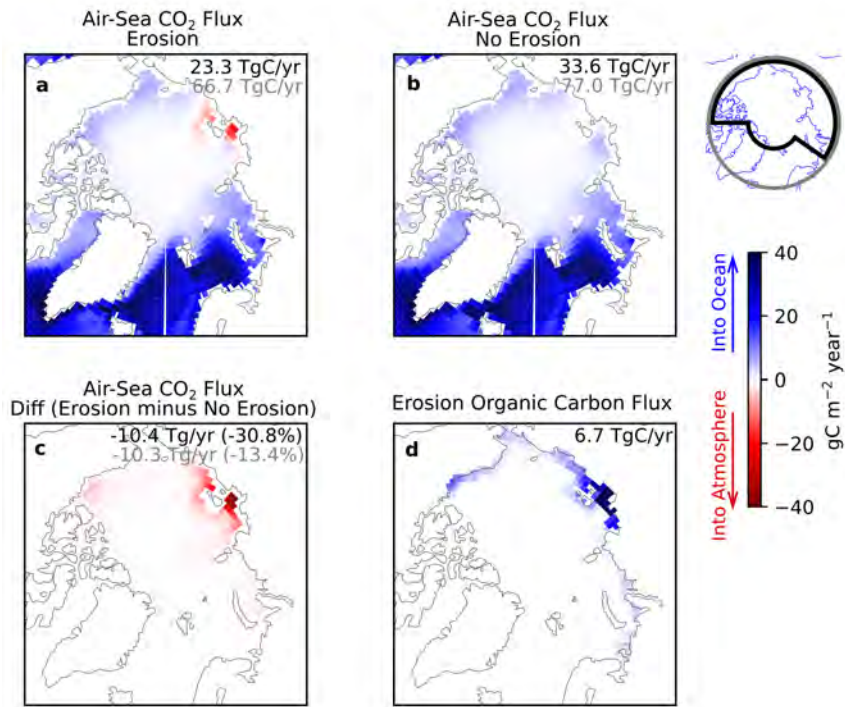 Air-Sea CO₂ Flux
Erosion
a
23.3 TgC/yr
66.7 TgC/yr
Air-Sea CO₂ Flux
No Erosion
b
33.6 TgC/yr
77.0 TgC/yr
Air-Sea CO₂ Flux
Diff (Erosion minus No Erosion)
c
-10.4 Tg/yr (-30.8%)
-10.3 Tg/yr (-13.4%)
Erosion Organic Carbon Flux
d
6.7 TgC/yr
Into Ocean
Into Atmosphere
40
20
0
−20
−40
gC m⁻² year⁻¹